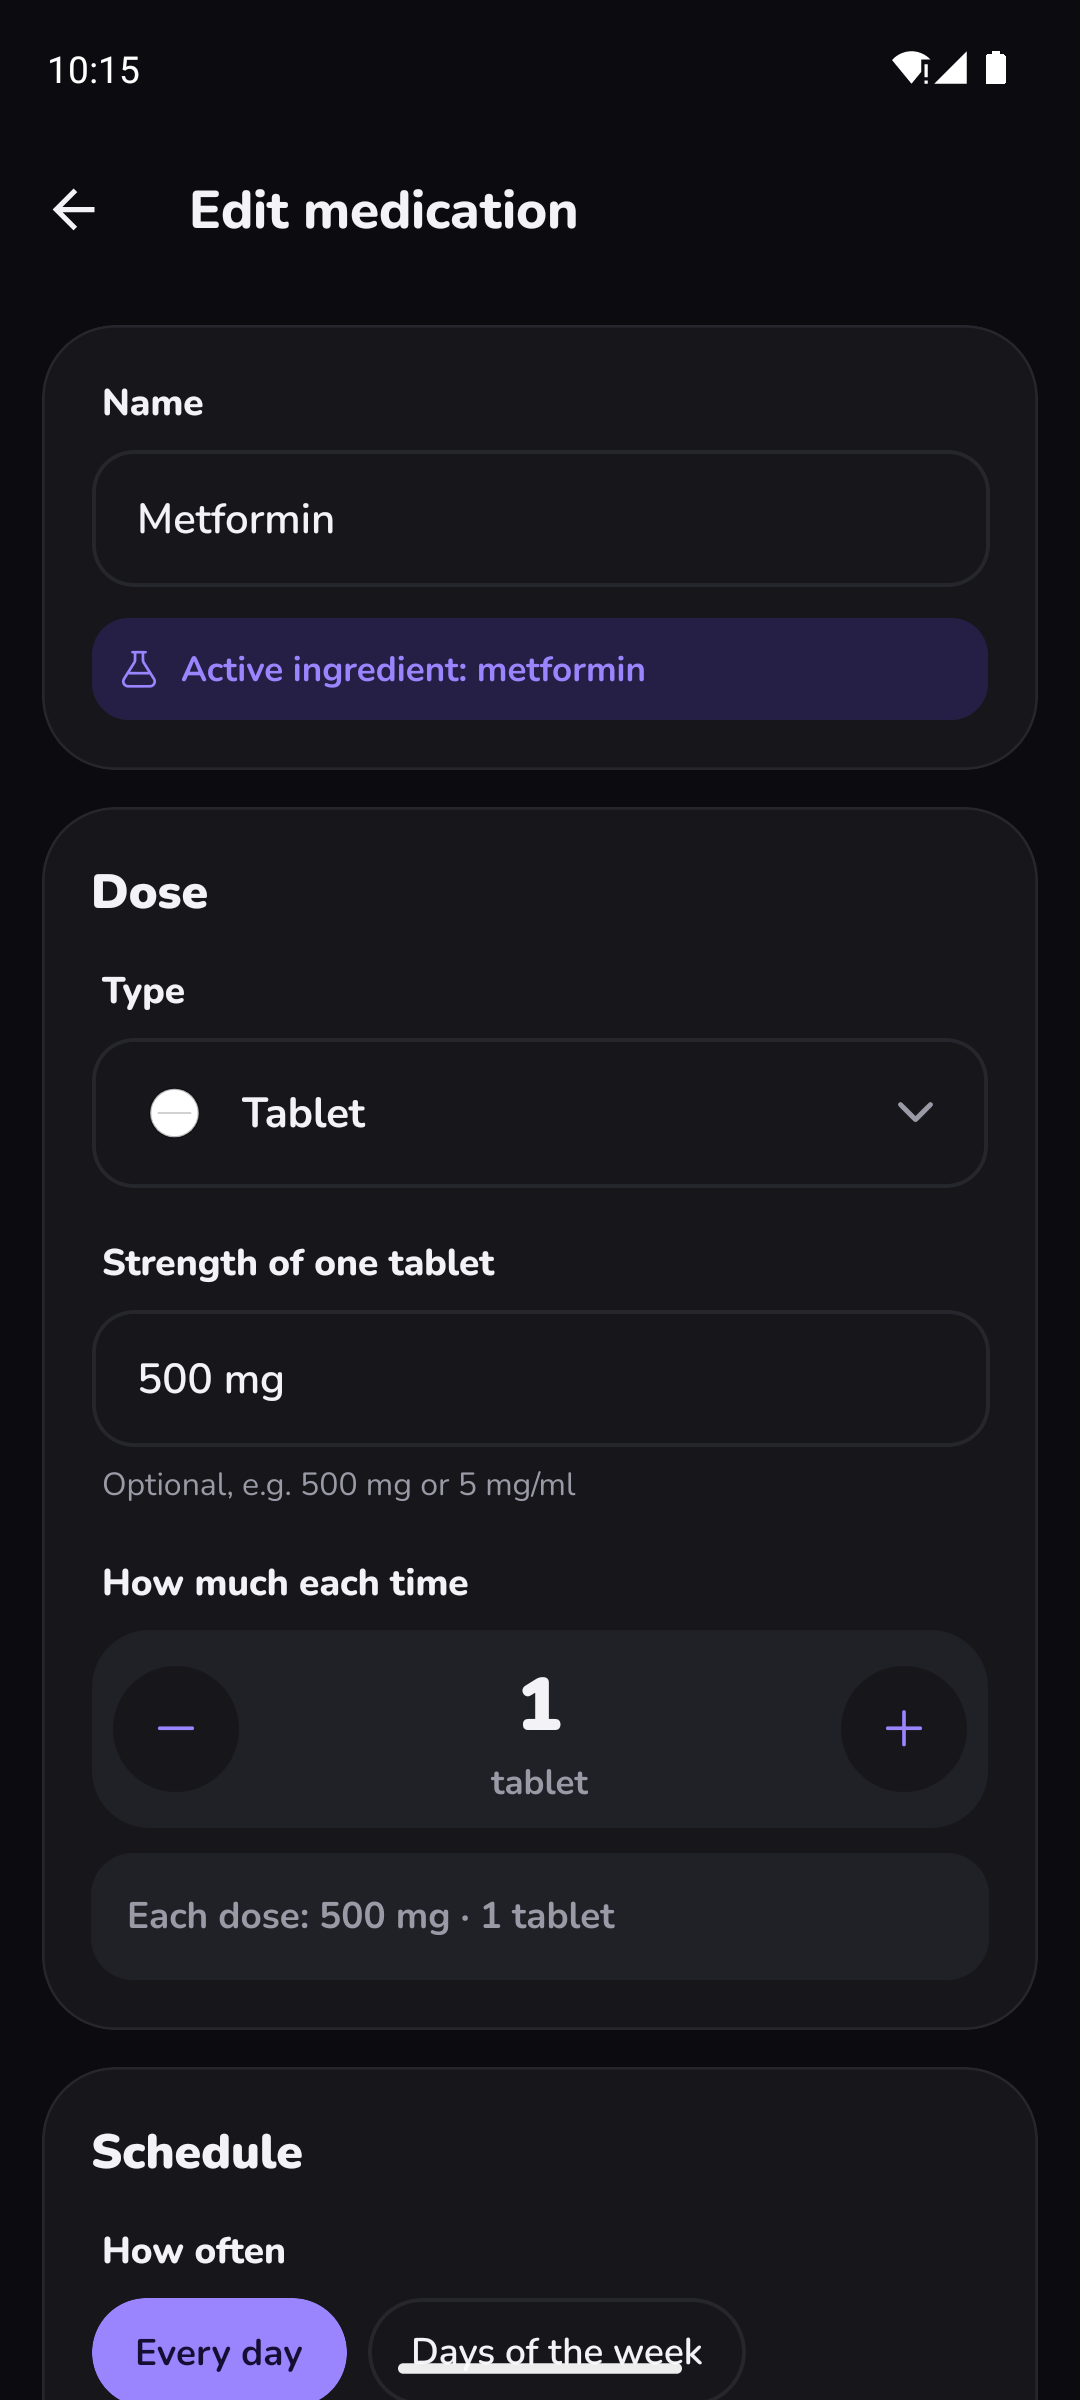 10:15
Edit medication
Name
Metformin
Active ingredient: metformin
Dose
Type
Tablet
Strength of one tablet
500 mg
Optional, e.g. 500 mg or 5 mg/ml
How much each time
1
tablet
Each dose: 500 mg · 1 tablet
Schedule
How often
Every day
Days of the week